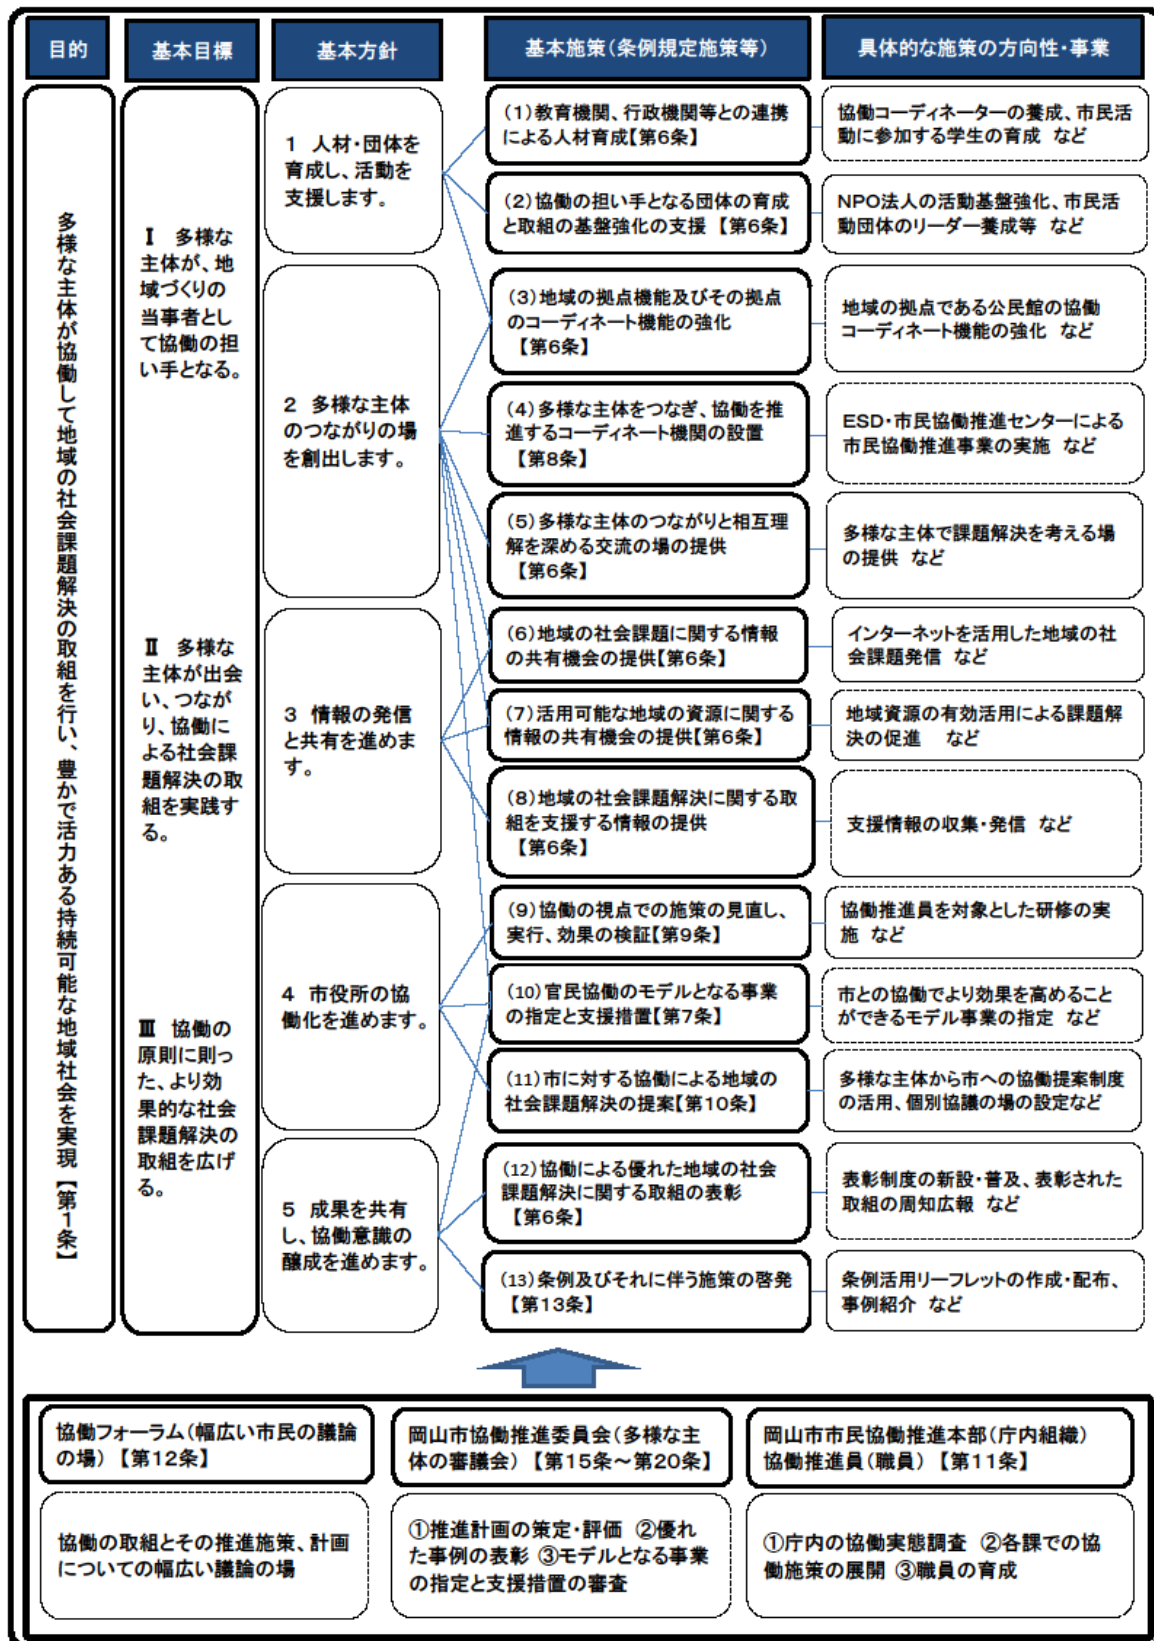 目的
基本目標
基本方針
基本施策(条例規定施策等)
具体的な施策の方向性・事業
多様な主体が協働して地域の社会課題解決の取組を行い、豊かで活力ある持続可能な地域社会を実現【第1条】
Ⅰ 多様な
主体が、地
域づくりの
当事者とし
て協働の担
い手となる。
Ⅱ 多様な
主体が出会
い、つなが
り、協働によ
る社会課
題解決の取
組を実践す
る。
Ⅲ 協働の
原則に則っ
た、より効
果的な社会
課題解決の
取組を広げ
る。
1 人材・団体を
育成し、活動を
支援します。
2 多様な主体
のつながりの場
を創出します。
3 情報の発信
と共有を進めま
す。
4 市役所の協
働化を進めます。
5 成果を共有
し、協働意識の
醸成を進めます。
(1)教育機関、行政機関等との連携
による人材育成【第6条】
(2)協働の担い手となる団体の育成
と取組の基盤強化の支援 【第6条】
(3)地域の拠点機能及びその拠点
のコーディネート機能の強化
【第6条】
(4)多様な主体をつなぎ、協働を推
進するコーディネート機関の設置
【第8条】
(5)多様な主体のつながりと相互理
解を深める交流の場の提供
【第6条】
(6)地域の社会課題に関する情報
の共有機会の提供【第6条】
(7)活用可能な地域の資源に関する
情報の共有機会の提供【第6条】
(8)地域の社会課題解決に関する取
組を支援する情報の提供
【第6条】
(9)協働の視点での施策の見直し、
実行、効果の検証【第9条】
(10)官民協働のモデルとなる事業
の指定と支援措置【第7条】
(11)市に対する協働による地域の
社会課題解決の提案【第10条】
(12)協働による優れた地域の社会
課題解決に関する取組の表彰
【第6条】
(13)条例及びそれに伴う施策の啓発
【第13条】
協働コーディネーターの養成、市民活
動に参加する学生の育成 など
NPO法人の活動基盤強化、市民活
動団体のリーダー養成等 など
地域の拠点である公民館の協働
コーディネート機能の強化 など
ESD・市民協働推進センターによる
市民協働推進事業の実施 など
多様な主体で課題解決を考える場
の提供 など
インターネットを活用した地域の社
会課題発信 など
地域資源の有効活用による課題解
決の促進 など
支援情報の収集・発信 など
協働推進員を対象とした研修の実
施 など
市との協働でより効果を高めること
ができるモデル事業の指定 など
多様な主体から市への協働提案制度
の活用、個別協議の場の設定など
表彰制度の新設・普及、表彰された
取組の周知広報 など
条例活用リーフレットの作成・配布、
事例紹介 など
協働フォーラム(幅広い市民の議論
の場) 【第12条】
協働の取組とその推進施策、計画
についての幅広い議論の場
岡山市協働推進委員会(多様な主
体の審議会) 【第15条～第20条】
①推進計画の策定・評価 ②優れ
た事例の表彰 ③モデルとなる事業
の指定と支援措置の審査
岡山市市民協働推進本部(庁内組織)
協働推進員(職員) 【第11条】
①庁内の協働実態調査 ②各課での協
働施策の展開 ③職員の育成